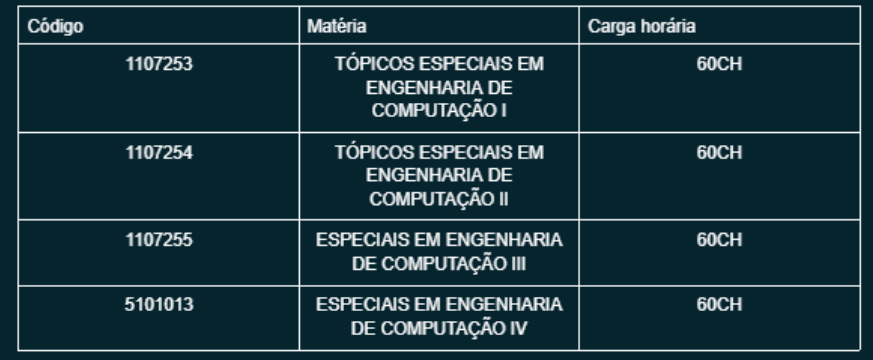 Código Matéria Carga horária
1107253 TÓPICOS ESPECIAIS EM 60CH
ENGENHARIA DE
COMPUTAÇÃO I
1107254 TÓPICOS ESPECIAIS EM 60CH
ENGENHARIA DE
COMPUTAÇÃO II
1107255 ESPECIAIS EM ENGENHARIA 60CH
DE COMPUTAÇÃO III
5101013 ESPECIAIS EM ENGENHARIA 60CH
DE COMPUTAÇÃO IV